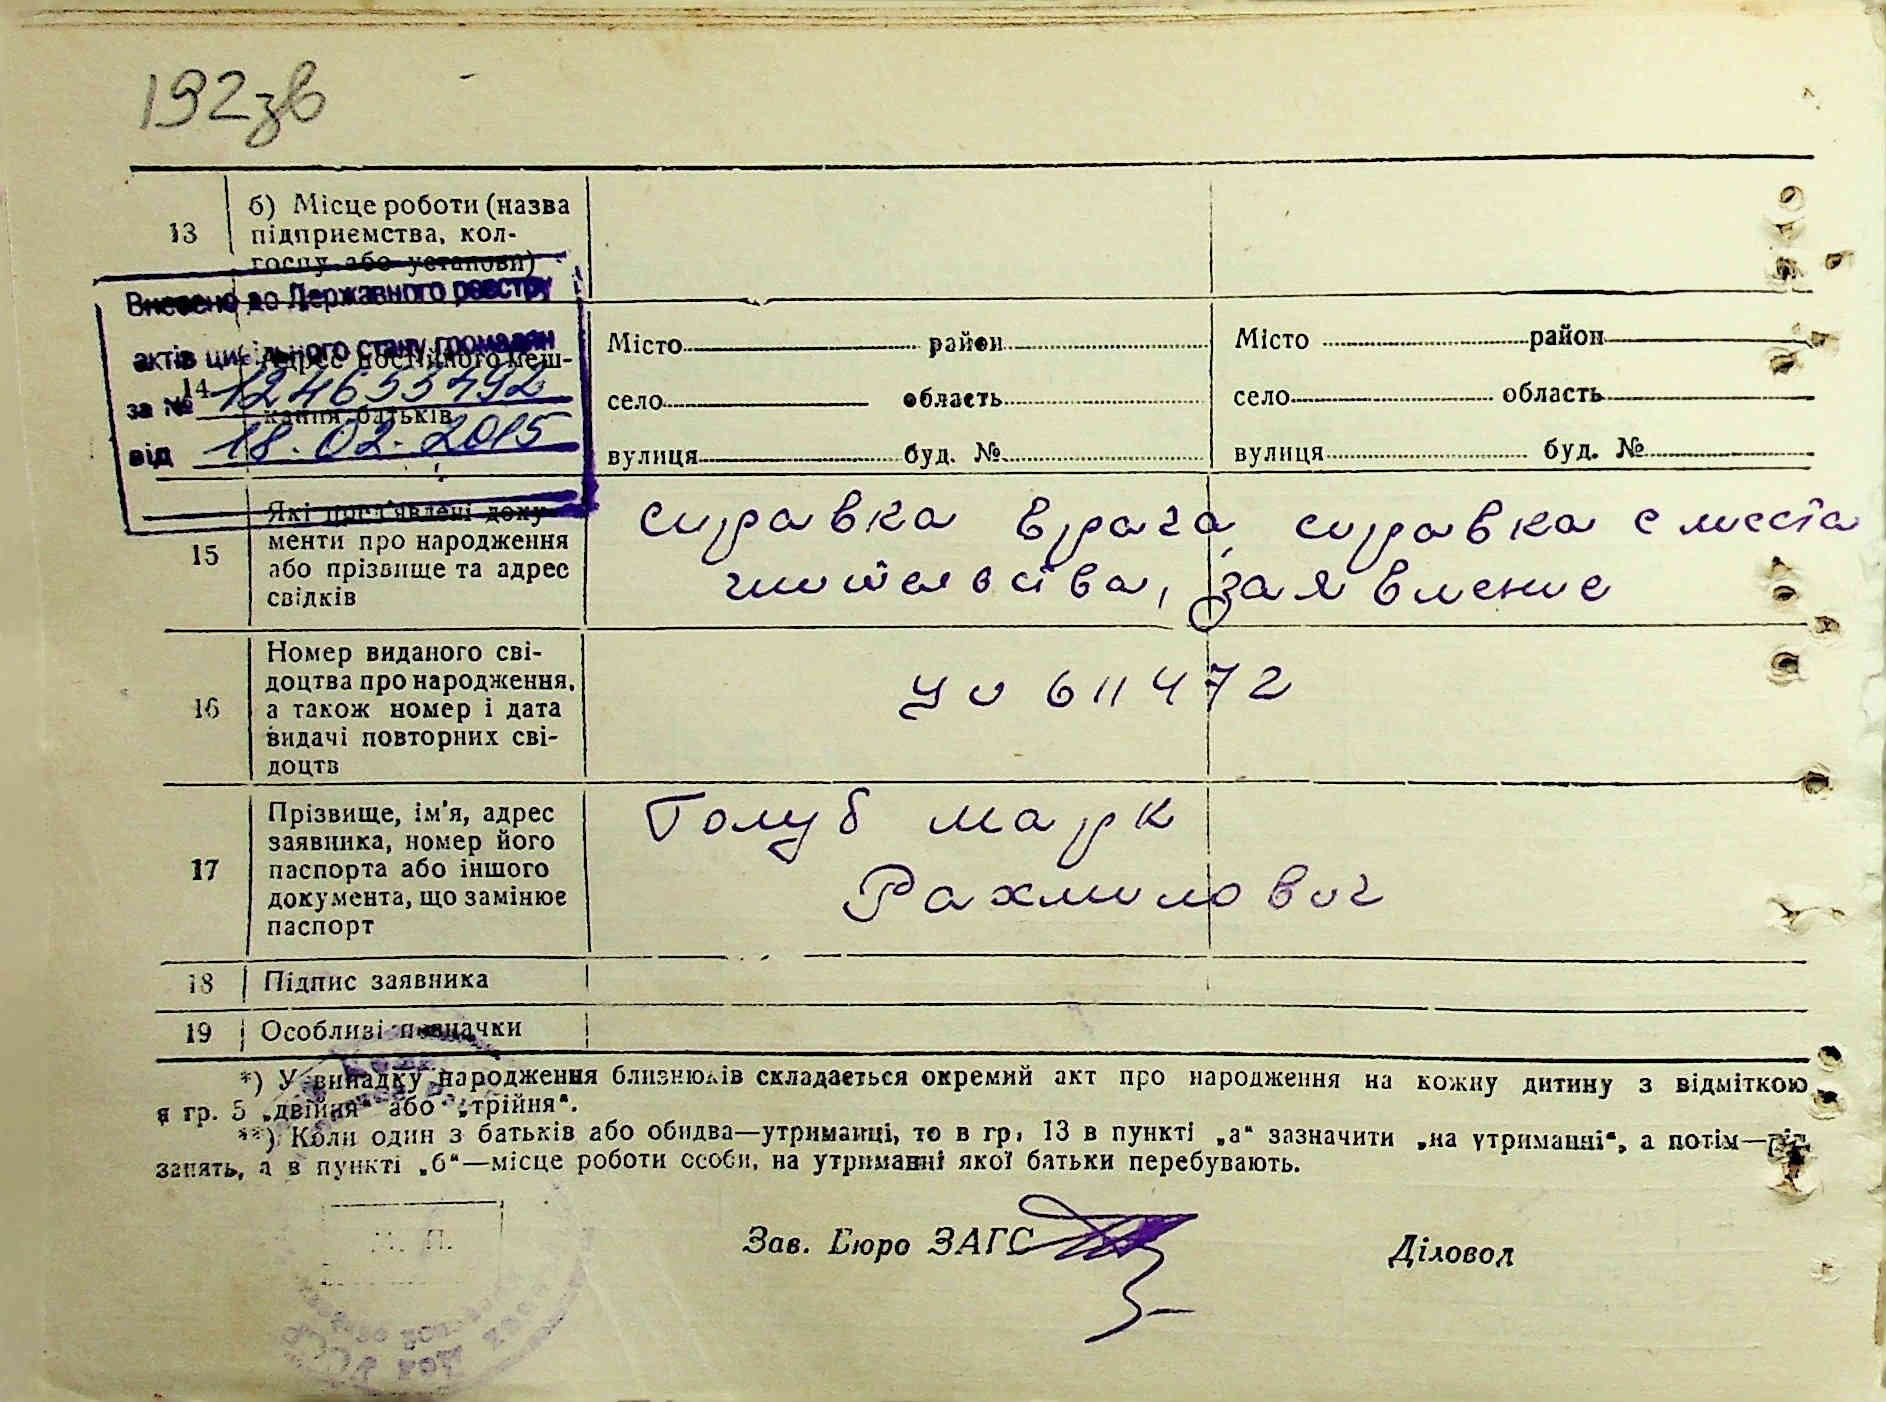 192зв
13
б) Місце роботи (назва
підприємства, кол-
госпу або установи)
Внесено до Державного реєстру
актів цивільного стану громадян
за № 124653492
від 18.02.2015
14
Адрес постійного меш-
кання батьків
Місто район Місто район
село область село область
вулиця буд. № вулиця буд. №
15
Які пред'явлені доку-
менти про народження
або прізвище та адрес
свідків
справка врача, справка с места
жительства, заявление
16
Номер виданого сві-
доцтва про народження,
а також номер і дата
видачі повторних сві-
доцтв
УО 611472
17
Прізвище, ім'я, адрес
заявника, номер його
паспорта або іншого
документа, що замінює
паспорт
Голуб Марк
Рахмилович
18 Підпис заявника
19 Особливі позначки
*) У випадку народження близнюків складається окремий акт про народження на кожну дитину з відміткою
в гр. 5 „двійня“ або „трійня“.
**) Коли один з батьків або обидва—утриманці, то в гр. 13 в пункті „а“ зазначити „на утриманні“, а потім—рід
занять, а в пункті „б“—місце роботи особи, на утриманні якої батьки перебувають.
М. П.
Зав. Бюро ЗАГС Діловод